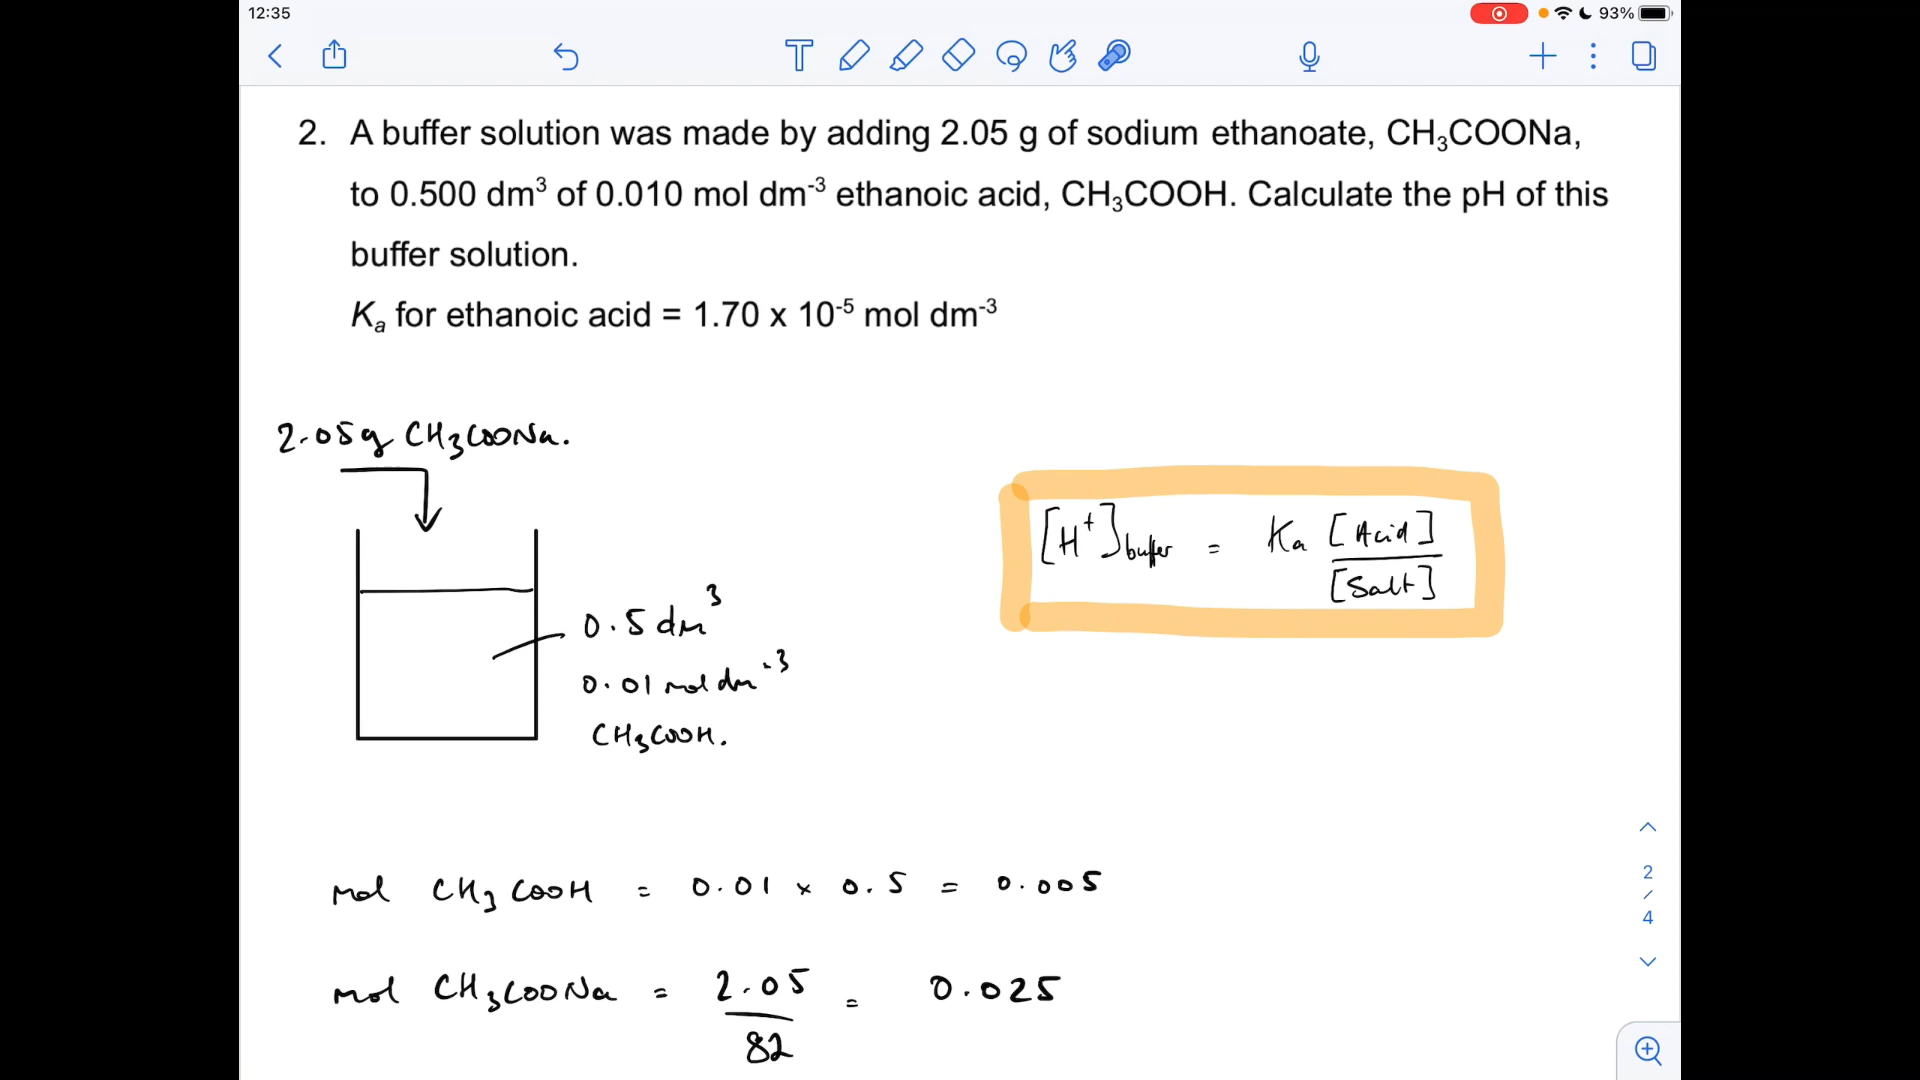 12:35
93%
2. A buffer solution was made by adding 2.05 g of sodium ethanoate, CH₃COONa,
to 0.500 dm³ of 0.010 mol dm⁻³ ethanoic acid, CH₃COOH. Calculate the pH of this
buffer solution.
Kₐ for ethanoic acid = 1.70 x 10⁻⁵ mol dm⁻³
2.05g CH₃COONa.
[H⁺]buffer = Ka [Acid]
[Salt]
0.5 dm³
0.01 mol dm⁻³
CH₃COOH.
mol CH₃COOH = 0.01 × 0.5 = 0.005
mol CH₃COONa = 2.05 = 0.025
82
2
/
4